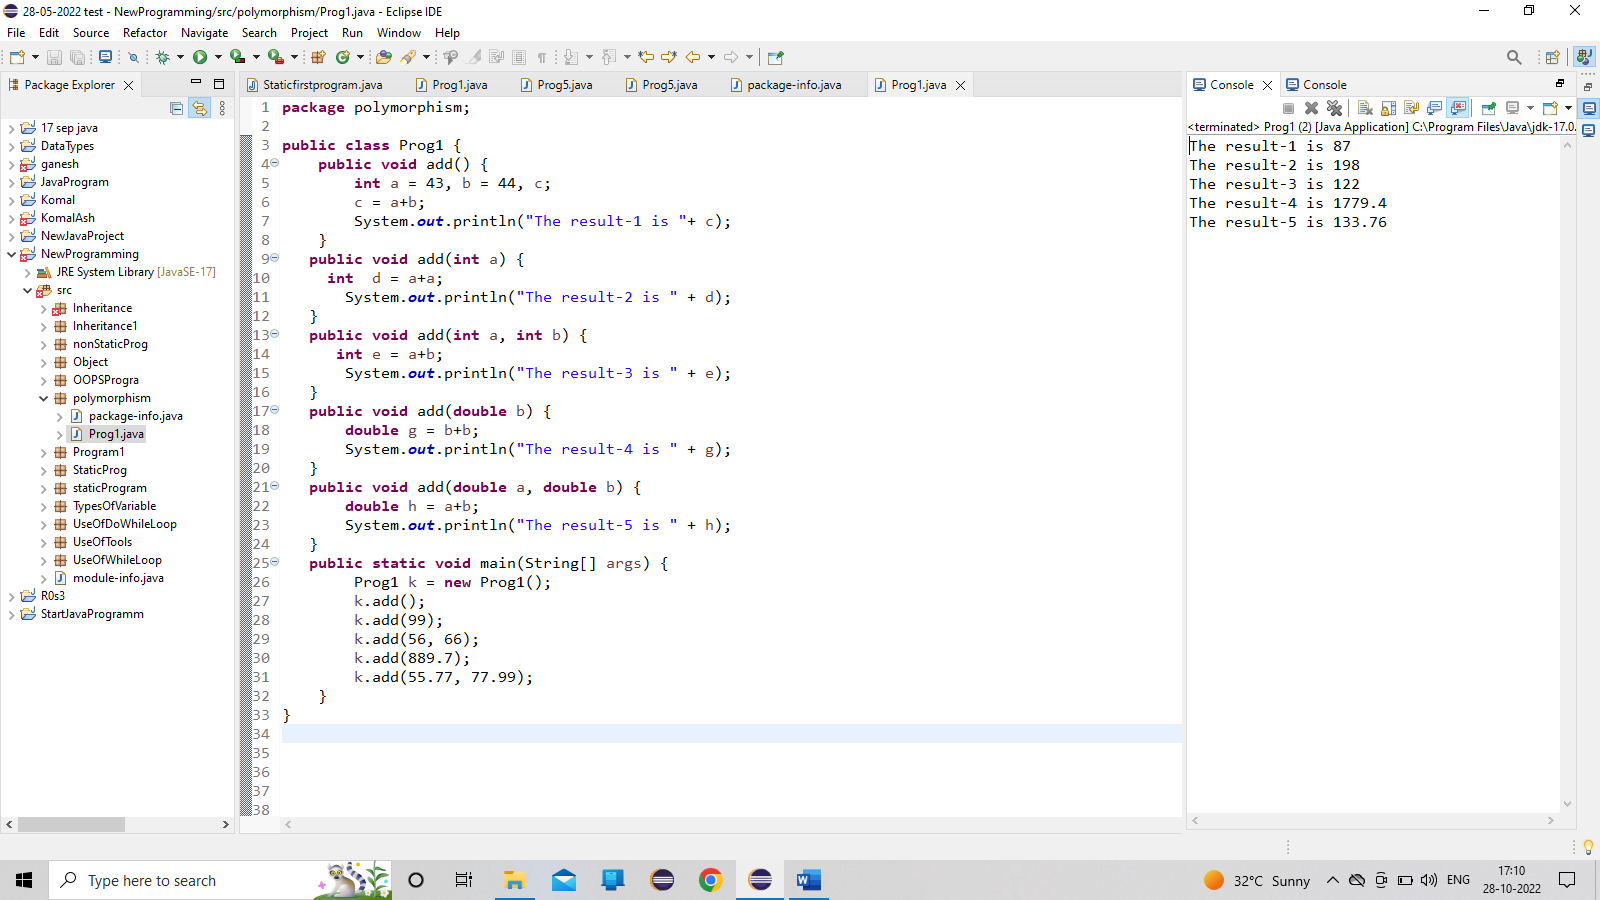 28-05-2022 test - NewProgramming/src/polymorphism/Prog1.java - Eclipse IDE
File Edit Source Refactor Navigate Search Project Run Window Help
Package Explorer
17 sep java
DataTypes
ganesh
JavaProgram
Komal
KomalAsh
NewJavaProject
NewProgramming
JRE System Library [JavaSE-17]
src
Inheritance
Inheritance1
nonStaticProg
Object
OOPSProgra
polymorphism
package-info.java
Prog1.java
Program1
StaticProg
staticProgram
TypesOfVariable
UseOfDoWhileLoop
UseOfTools
UseOfWhileLoop
module-info.java
R0s3
StartJavaProgramm
Staticfirstprogram.java Prog1.java Prog5.java Prog5.java package-info.java Prog1.java
1 package polymorphism;
2
3 public class Prog1 {
4 public void add() {
5 int a = 43, b = 44, c;
6 c = a+b;
7 System.out.println("The result-1 is "+ c);
8 }
9 public void add(int a) {
10 int  d = a+a;
11 System.out.println("The result-2 is " + d);
12 }
13 public void add(int a, int b) {
14 int e = a+b;
15 System.out.println("The result-3 is " + e);
16 }
17 public void add(double b) {
18 double g = b+b;
19 System.out.println("The result-4 is " + g);
20 }
21 public void add(double a, double b) {
22 double h = a+b;
23 System.out.println("The result-5 is " + h);
24 }
25 public static void main(String[] args) {
26 Prog1 k = new Prog1();
27 k.add();
28 k.add(99);
29 k.add(56, 66);
30 k.add(889.7);
31 k.add(55.77, 77.99);
32 }
33 }
34
35
36
37
38
Console Console
<terminated> Prog1 (2) [Java Application] C:\Program Files\Java\jdk-17.0.
The result-1 is 87
The result-2 is 198
The result-3 is 122
The result-4 is 1779.4
The result-5 is 133.76
Type here to search
32°C Sunny
ENG
17:10
28-10-2022